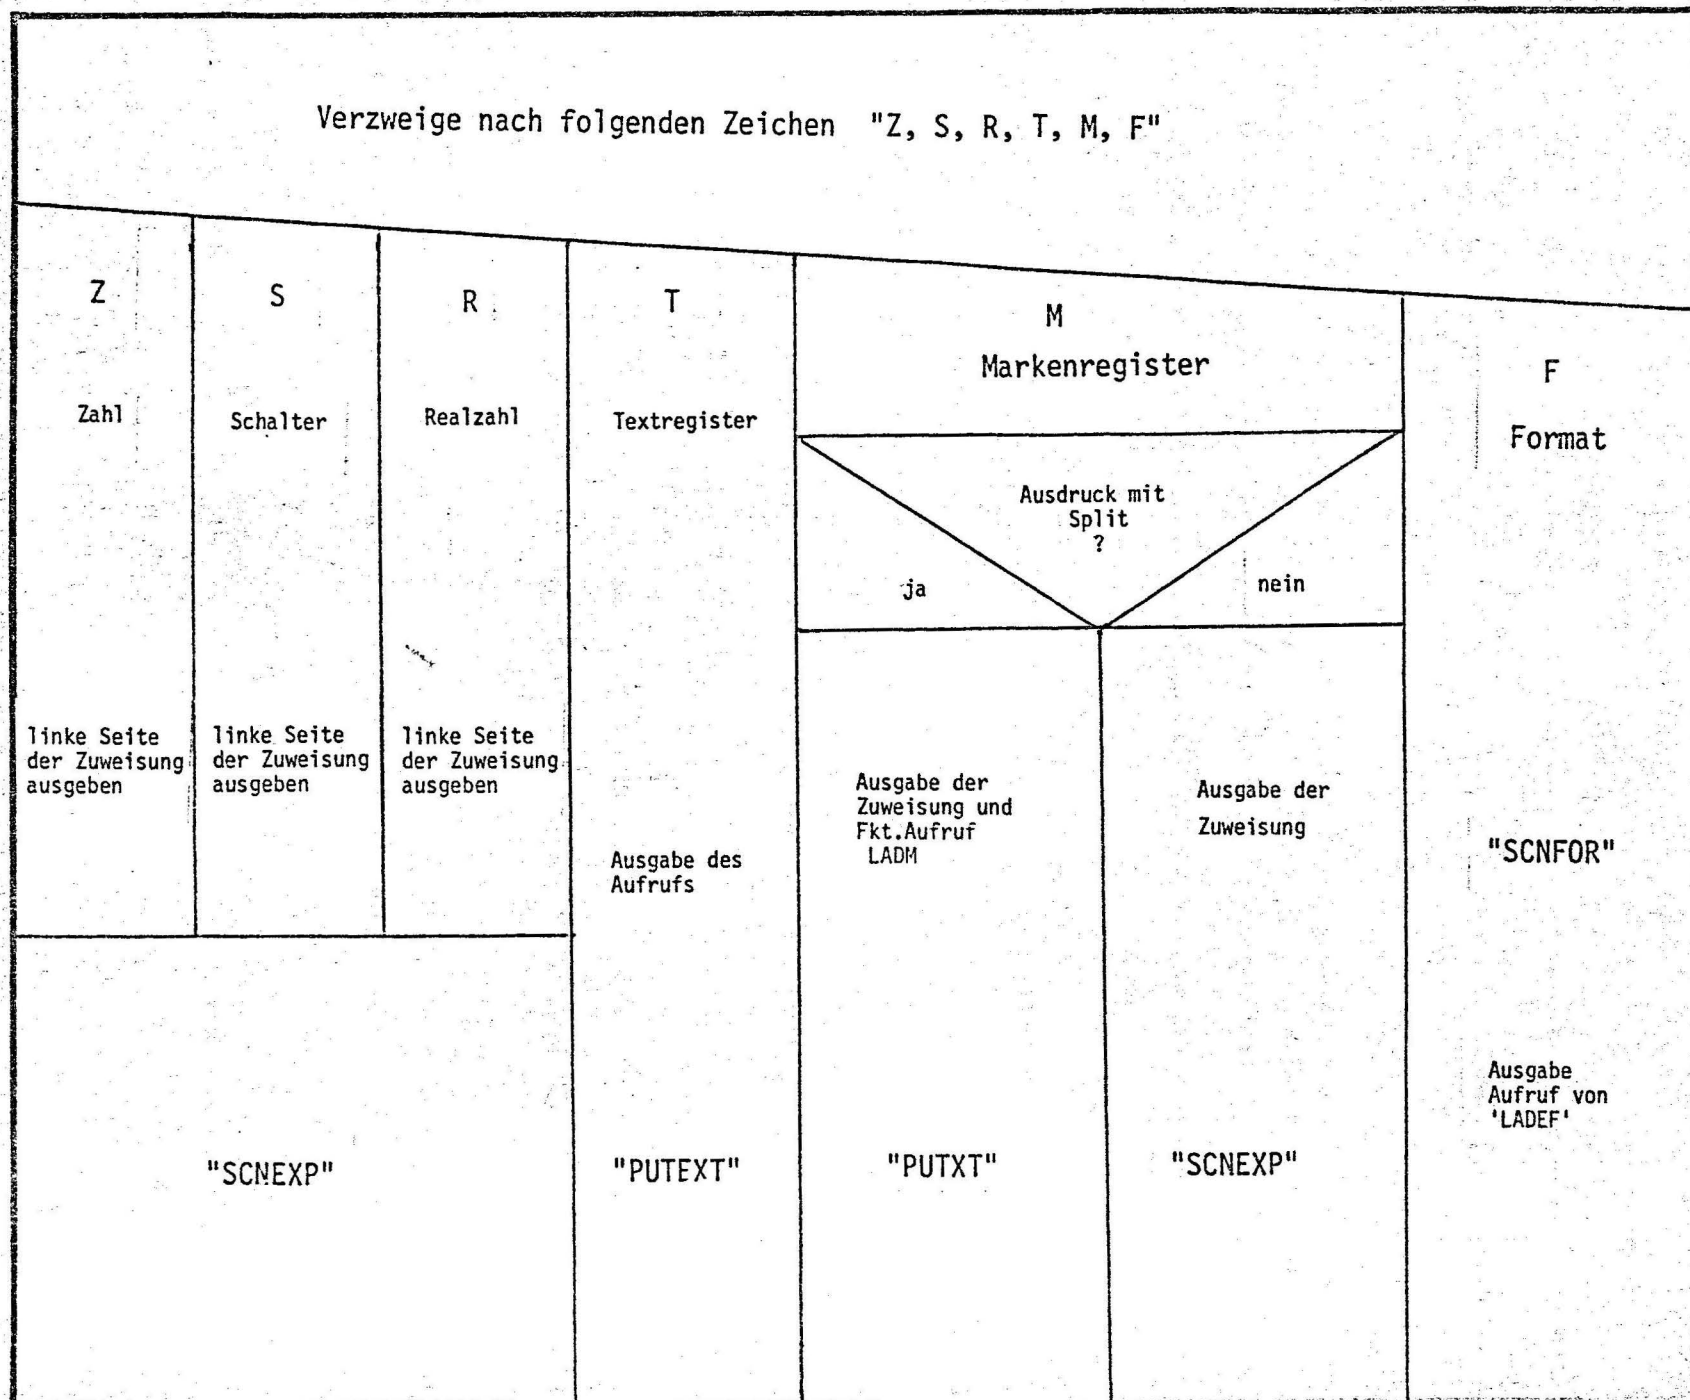 Verzweige nach folgenden Zeichen "Z, S, R, T, M, F"
Z
Zahl
linke Seite
der Zuweisung
ausgeben
S
Schalter
linke Seite
der Zuweisung
ausgeben
R
Realzahl
linke Seite
der Zuweisung
ausgeben
"SCNEXP"
T
Textregister
Ausgabe des
Aufrufs
"PUTEXT"
M
Markenregister
Ausdruck mit
Split
?
ja
nein
Ausgabe der
Zuweisung und
Fkt.Aufruf
LADM
"PUTXT"
Ausgabe der
Zuweisung
"SCNEXP"
F
Format
"SCNFOR"
Ausgabe
Aufruf von
'LADEF'